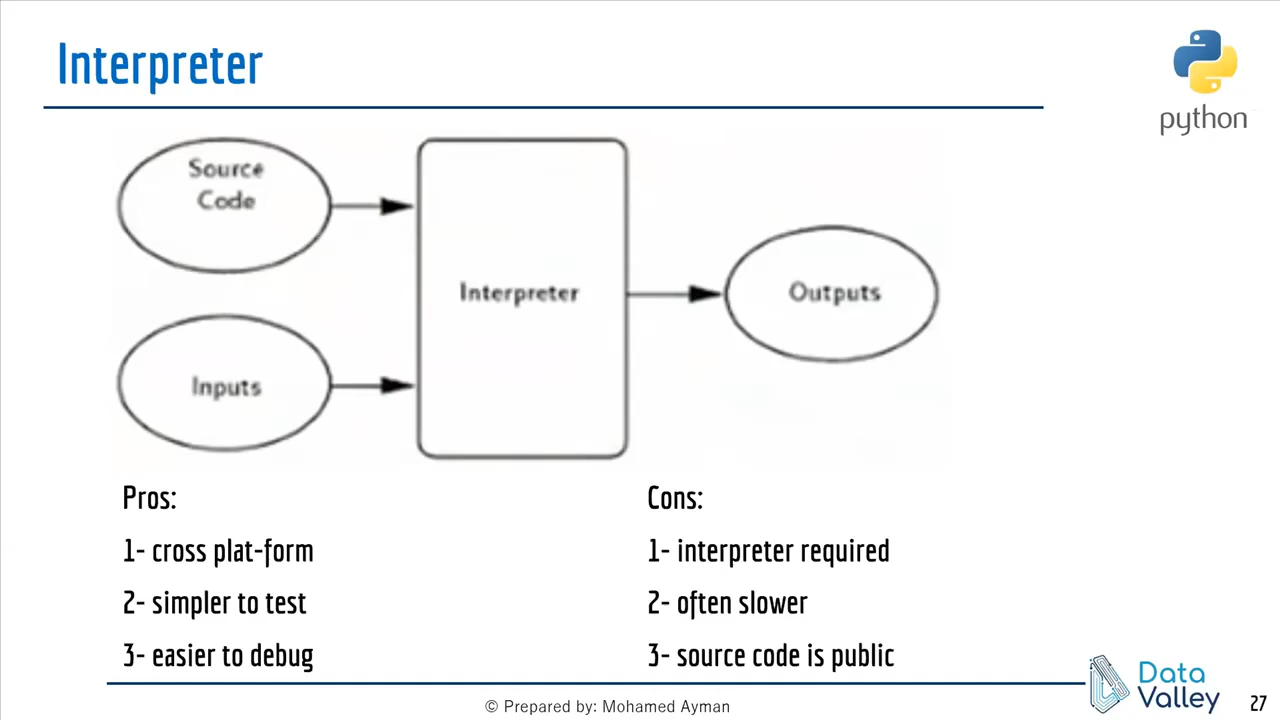 Interpreter
python
Source
Code
Interpreter
Outputs
Inputs
Pros:
1- cross plat-form
2- simpler to test
3- easier to debug
Cons:
1- interpreter required
2- often slower
3- source code is public
© Prepared by: Mohamed Ayman
Data
Valley
27